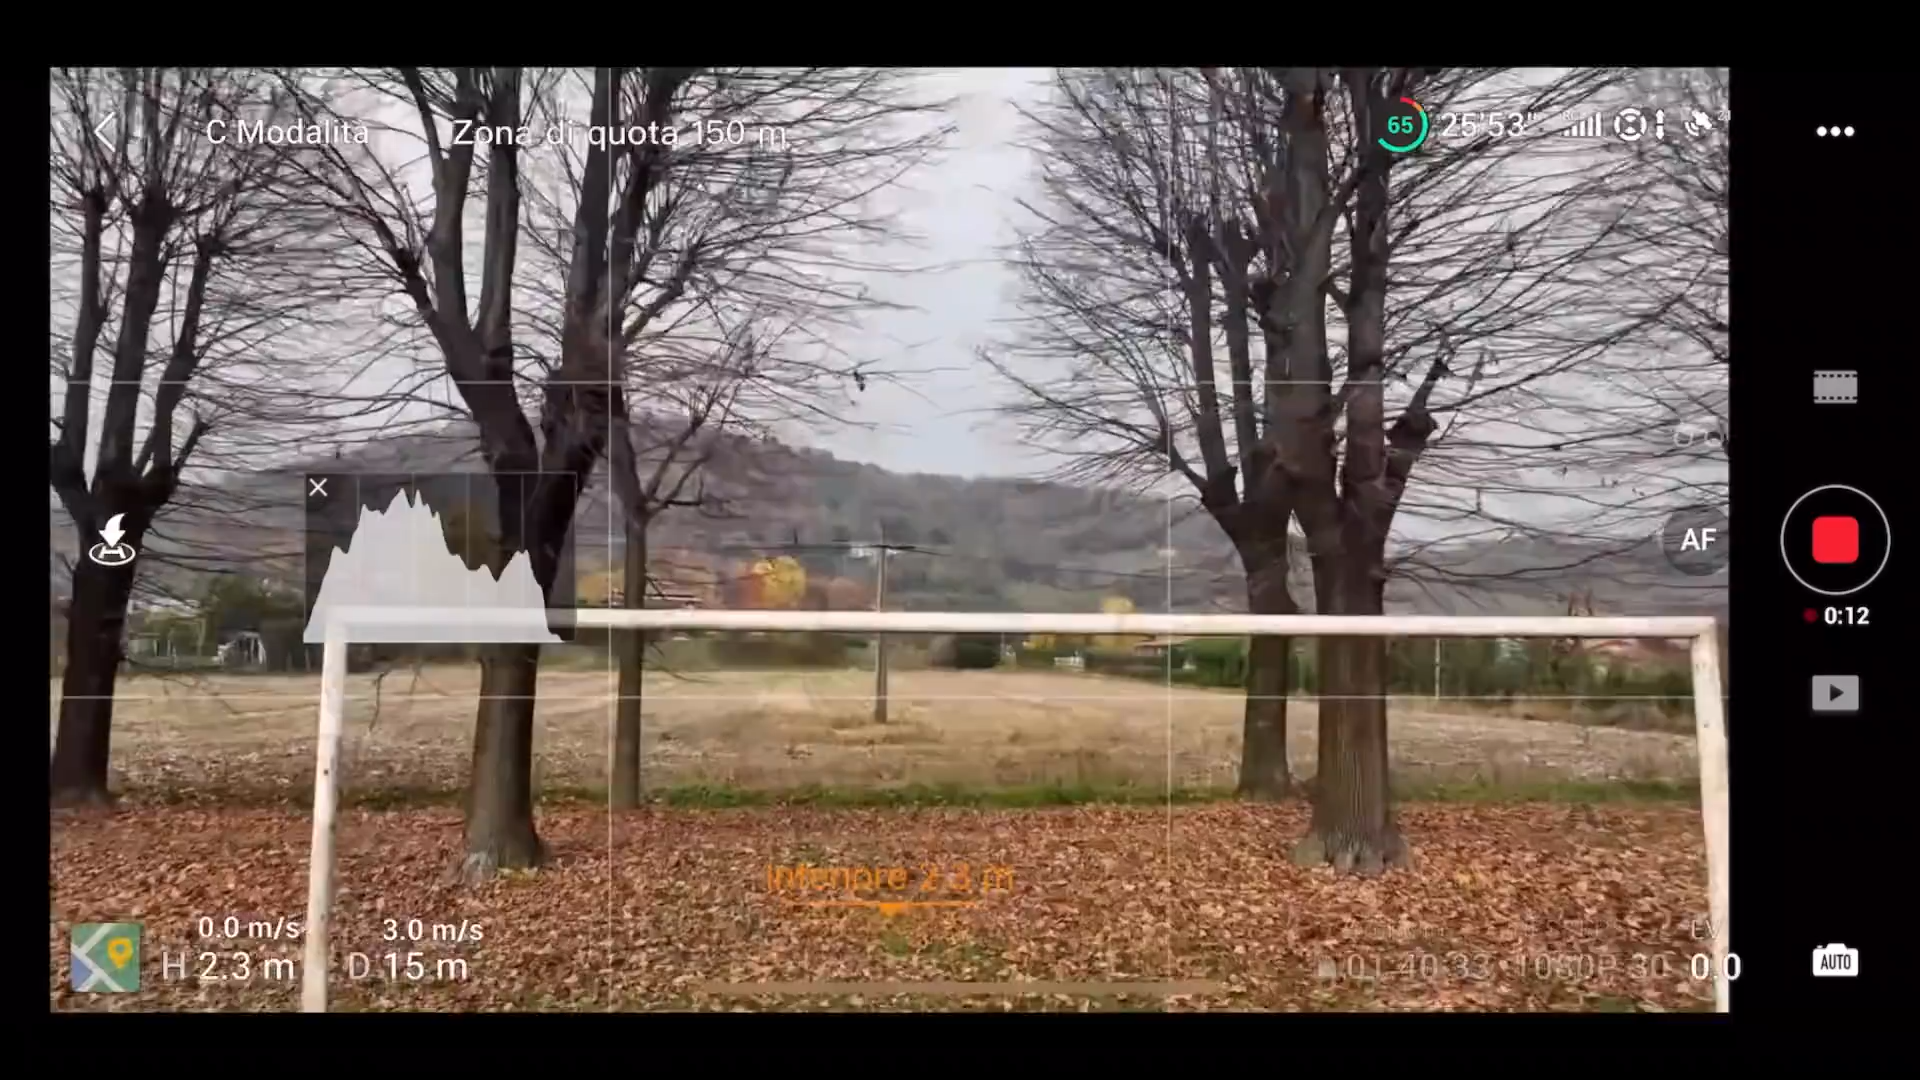 C Modalità
Zona di quota 150 m
65
25'53"
AF
0:12
inferiore 2.3 m
0.0 m/s
3.0 m/s
H 2.3 m
D 15 m
01:40:33
1080P 30
EV
0.0
AUTO